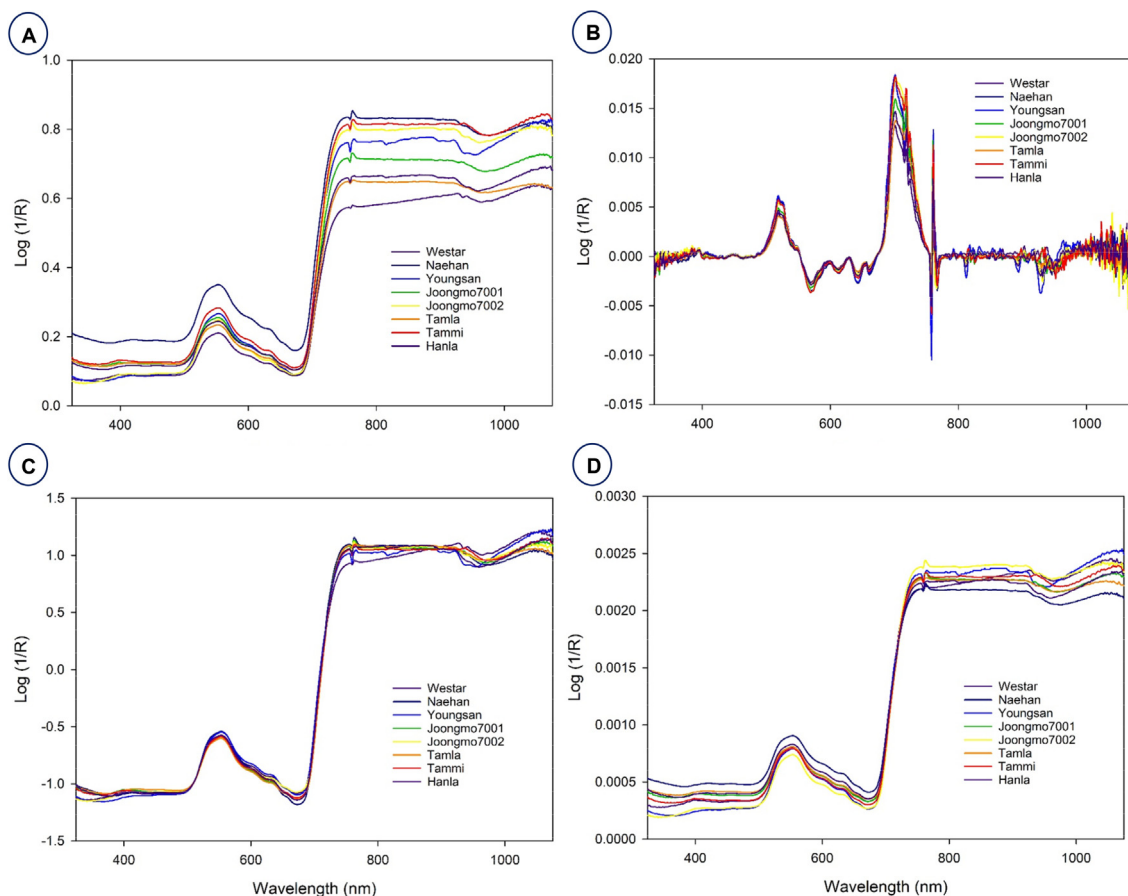 A
1.0
0.8
0.6
0.4
0.2
0.0
Log (1/R)
Westar
Naehan
Youngsan
Joongmo7001
Joongmo7002
Tamla
Tammi
Hanla
400
600
800
1000
B
0.020
0.015
0.010
0.005
0.000
-0.005
-0.010
-0.015
Log (1/R)
Westar
Naehan
Youngsan
Joongmo7001
Joongmo7002
Tamla
Tammi
Hanla
400
600
800
1000
C
1.5
1.0
0.5
0.0
-0.5
-1.0
-1.5
Log (1/R)
Westar
Naehan
Youngsan
Joongmo7001
Joongmo7002
Tamla
Tammi
Hanla
400
600
800
1000
Wavelength (nm)
D
0.0030
0.0025
0.0020
0.0015
0.0010
0.0005
0.0000
Log (1/R)
Westar
Naehan
Youngsan
Joongmo7001
Joongmo7002
Tamla
Tammi
Hanla
400
600
800
1000
Wavelength (nm)